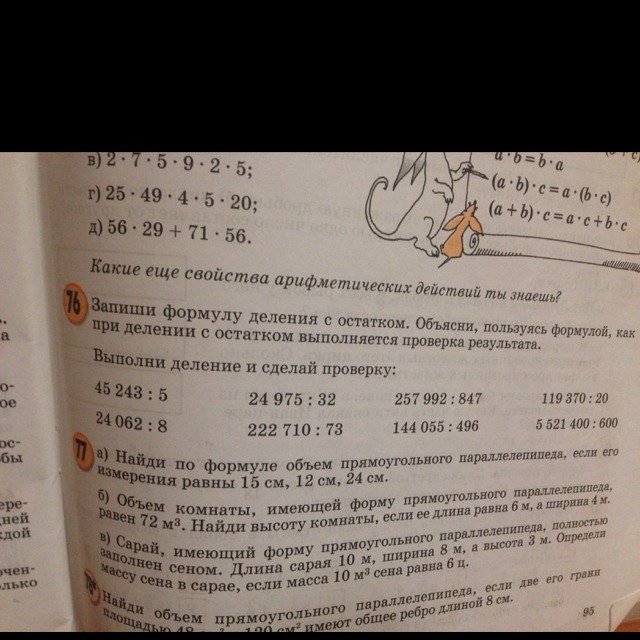 в) 2 · 7 · 5 · 9 · 2 · 5;
г) 25 · 49 · 4 · 5 · 20;
д) 56 · 29 + 71 · 56.
a · b = b · a
(a · b) · c = a · (b · c)
(a + b) · c = a · c + b · c
Какие еще свойства арифметических действий ты знаешь?
76 Запиши формулу деления с остатком. Объясни, пользуясь формулой, как
при делении с остатком выполняется проверка результата.
Выполни деление и сделай проверку:
45 243 : 5 24 975 : 32 257 992 : 847 119 370 : 20
24 062 : 8 222 710 : 73 144 055 : 496 5 521 400 : 600
77 а) Найди по формуле объем прямоугольного параллелепипеда, если его
измерения равны 15 см, 12 см, 24 см.
б) Объем комнаты, имеющей форму прямоугольного параллелепипеда,
равен 72 м³. Найди высоту комнаты, если ее длина равна 6 м, а ширина 4 м.
в) Сарай, имеющий форму прямоугольного параллелепипеда, полностью
заполнен сеном. Длина сарая 10 м, ширина 8 м, а высота 3 м. Определи
массу сена в сарае, если масса 10 м³ сена равна 6 ц.
78* Найди объем прямоугольного параллелепипеда, если две его грани
площадью 48 см² 120 см² имеют общее ребро длиной 8 см.
95